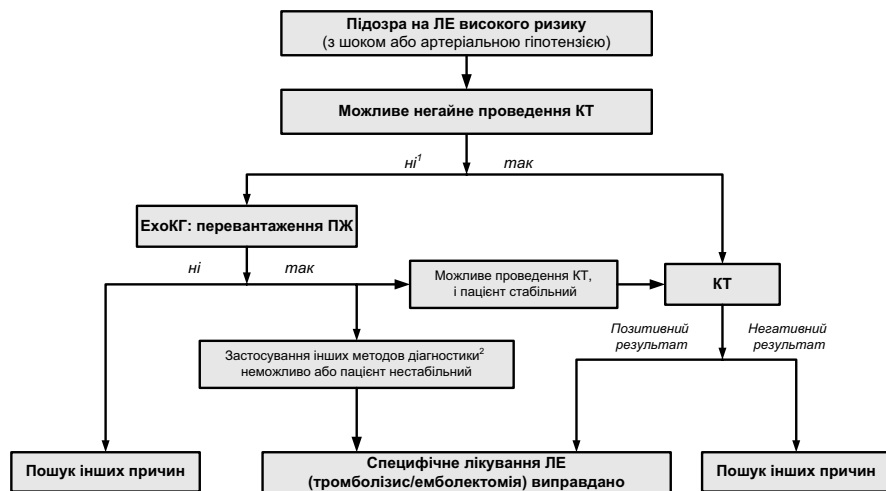 Підозра на ЛЕ високого ризику
(з шоком або артеріальною гіпотензією)
Можливе негайне проведення КТ
ні¹
так
ЕхоКГ: перевантаження ПЖ
ні
так
Можливе проведення КТ,
і пацієнт стабільний
КТ
Позитивний
результат
Негативний
результат
Застосування інших методов діагностики²
неможливо або пацієнт нестабільний
Пошук інших причин
Специфічне лікування ЛЕ
(тромболізис/емболектомія) виправдано
Пошук інших причин